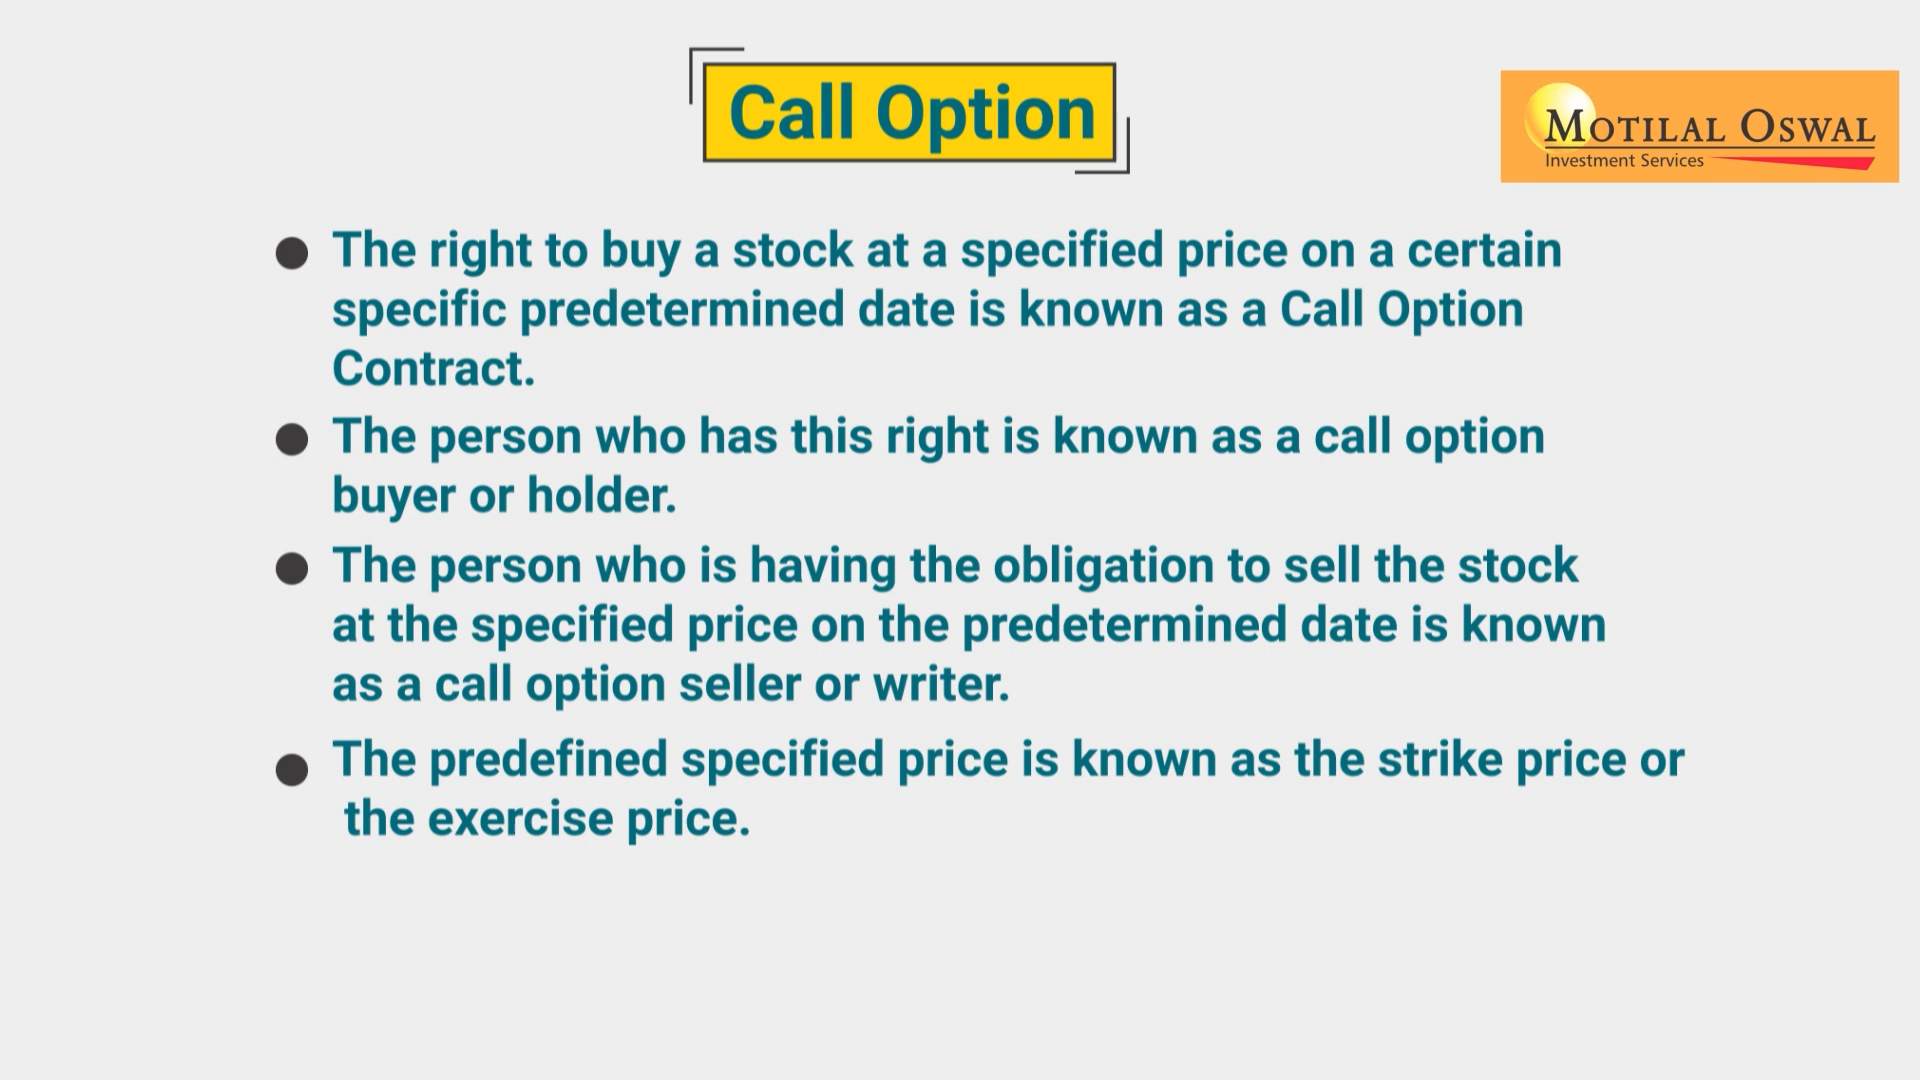 Call Option
MOTILAL OSWAL
Investment Services
The right to buy a stock at a specified price on a certain
specific predetermined date is known as a Call Option
Contract.
The person who has this right is known as a call option
buyer or holder.
The person who is having the obligation to sell the stock
at the specified price on the predetermined date is known
as a call option seller or writer.
The predefined specified price is known as the strike price or
the exercise price.